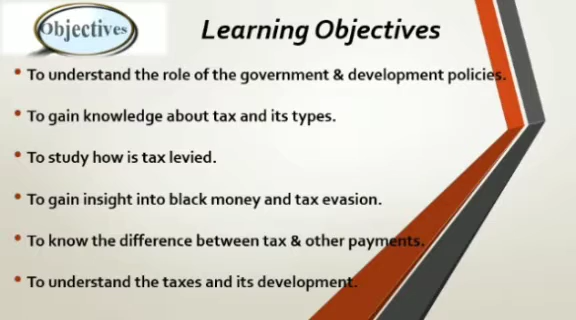 Objectives
Learning Objectives
• To understand the role of the government & development policies.
• To gain knowledge about tax and its types.
• To study how is tax levied.
• To gain insight into black money and tax evasion.
• To know the difference between tax & other payments.
• To understand the taxes and its development.